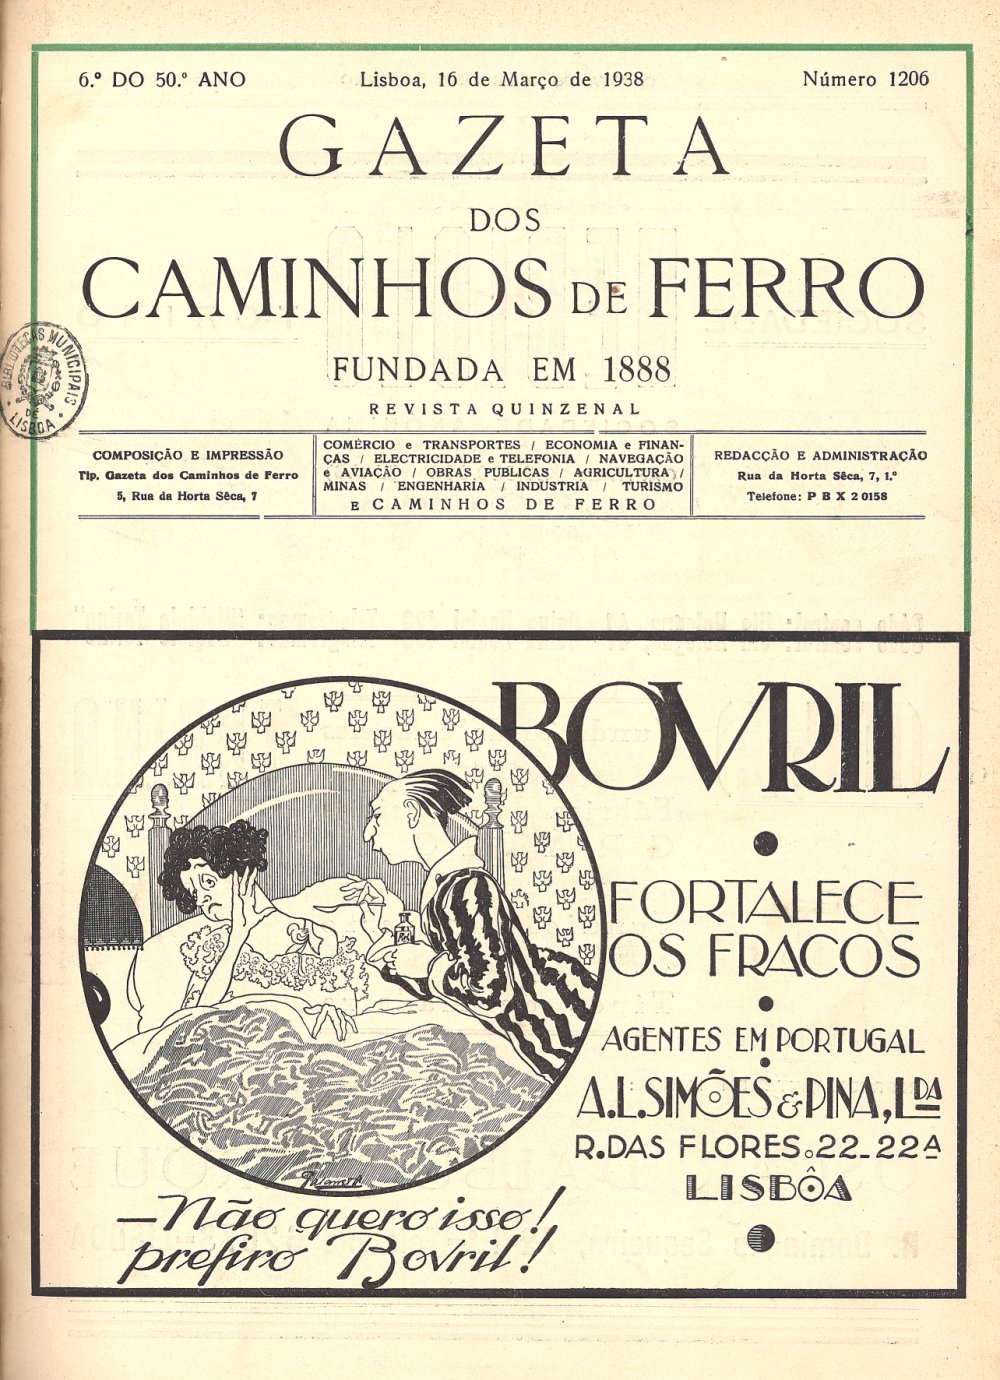 6.º DO 50.º ANO
Lisboa, 16 de Março de 1938
Número 1206
GAZETA
DOS
CAMINHOS DE FERRO
FUNDADA EM 1888
REVISTA QUINZENAL
BIBLIOTECAS MUNICIPAIS
DE
LISBOA
COMPOSIÇÃO E IMPRESSÃO
Tip. Gazeta dos Caminhos de Ferro
5, Rua da Horta Sêca, 7
COMÉRCIO e TRANSPORTES / ECONOMIA e FINAN-
ÇAS / ELECTRICIDADE e TELEFONIA / NAVEGAÇÃO
e AVIAÇÃO / OBRAS PUBLICAS / AGRICULTURA /
MINAS / ENGENHARIA / INDUSTRIA / TURISMO
E CAMINHOS DE FERRO
REDACÇÃO E ADMINISTRAÇÃO
Rua da Horta Sêca, 7, 1.º
Telefone: P B X 2 0158
BOVRIL
FORTALECE
OS FRACOS
AGENTES EM PORTUGAL
A.L.SIMÕES & PINA, LDA
R.DAS FLORES.22-22A
LISBÔA
—Não quero isso!
prefiro Bovril!